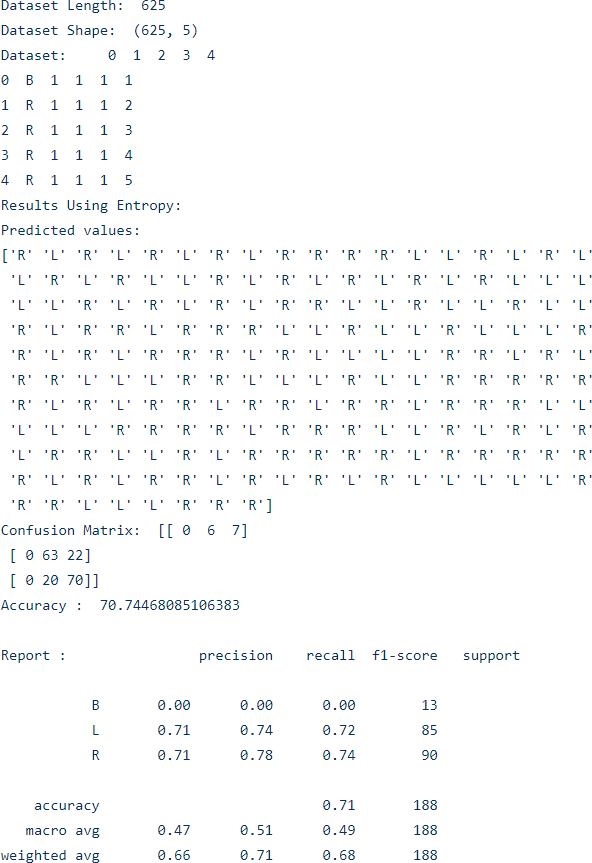 Dataset Length:  625
Dataset Shape:  (625, 5)
Dataset:     0  1  2  3  4
0  B  1  1  1  1
1  R  1  1  1  2
2  R  1  1  1  3
3  R  1  1  1  4
4  R  1  1  1  5
Results Using Entropy:
Predicted values:
['R' 'L' 'R' 'L' 'R' 'L' 'R' 'L' 'R' 'R' 'R' 'R' 'L' 'L' 'R' 'L' 'R' 'L'
 'L' 'R' 'L' 'R' 'L' 'L' 'R' 'L' 'R' 'L' 'R' 'L' 'R' 'L' 'R' 'L' 'L' 'L'
 'L' 'L' 'R' 'L' 'R' 'L' 'R' 'L' 'R' 'R' 'L' 'L' 'R' 'L' 'L' 'R' 'L' 'L'
 'R' 'L' 'R' 'R' 'L' 'R' 'R' 'R' 'L' 'L' 'R' 'L' 'L' 'R' 'L' 'L' 'L' 'R'
 'R' 'L' 'R' 'R' 'R' 'R' 'L' 'R' 'L' 'L' 'L' 'L' 'R' 'R' 'L' 'R' 'L'
 'R' 'R' 'L' 'L' 'L' 'R' 'R' 'L' 'L' 'L' 'R' 'L' 'L' 'R' 'R' 'R' 'R' 'R'
 'R' 'L' 'R' 'L' 'R' 'R' 'L' 'R' 'R' 'L' 'R' 'R' 'L' 'R' 'R' 'R' 'L' 'L'
 'L' 'L' 'L' 'R' 'R' 'R' 'R' 'L' 'R' 'R' 'R' 'L' 'L' 'R' 'L' 'R' 'L' 'R'
 'L' 'R' 'R' 'L' 'L' 'R' 'L' 'R' 'R' 'R' 'R' 'R' 'L' 'R' 'R' 'R' 'R' 'R'
 'R' 'L' 'R' 'L' 'R' 'R' 'L' 'R' 'L' 'R' 'L' 'R' 'L' 'L' 'L' 'L' 'L' 'R'
 'R' 'R' 'L' 'L' 'L' 'R' 'R' 'R']
Confusion Matrix:  [[ 0  6  7]
 [ 0 63 22]
 [ 0 20 70]]
Accuracy :  70.74468085106383
Report :                precision    recall  f1-score   support
           B       0.00      0.00      0.00        13
           L       0.71      0.74      0.72        85
           R       0.71      0.78      0.74        90
    accuracy                           0.71       188
   macro avg       0.47      0.51      0.49       188
weighted avg       0.66      0.71      0.68       188